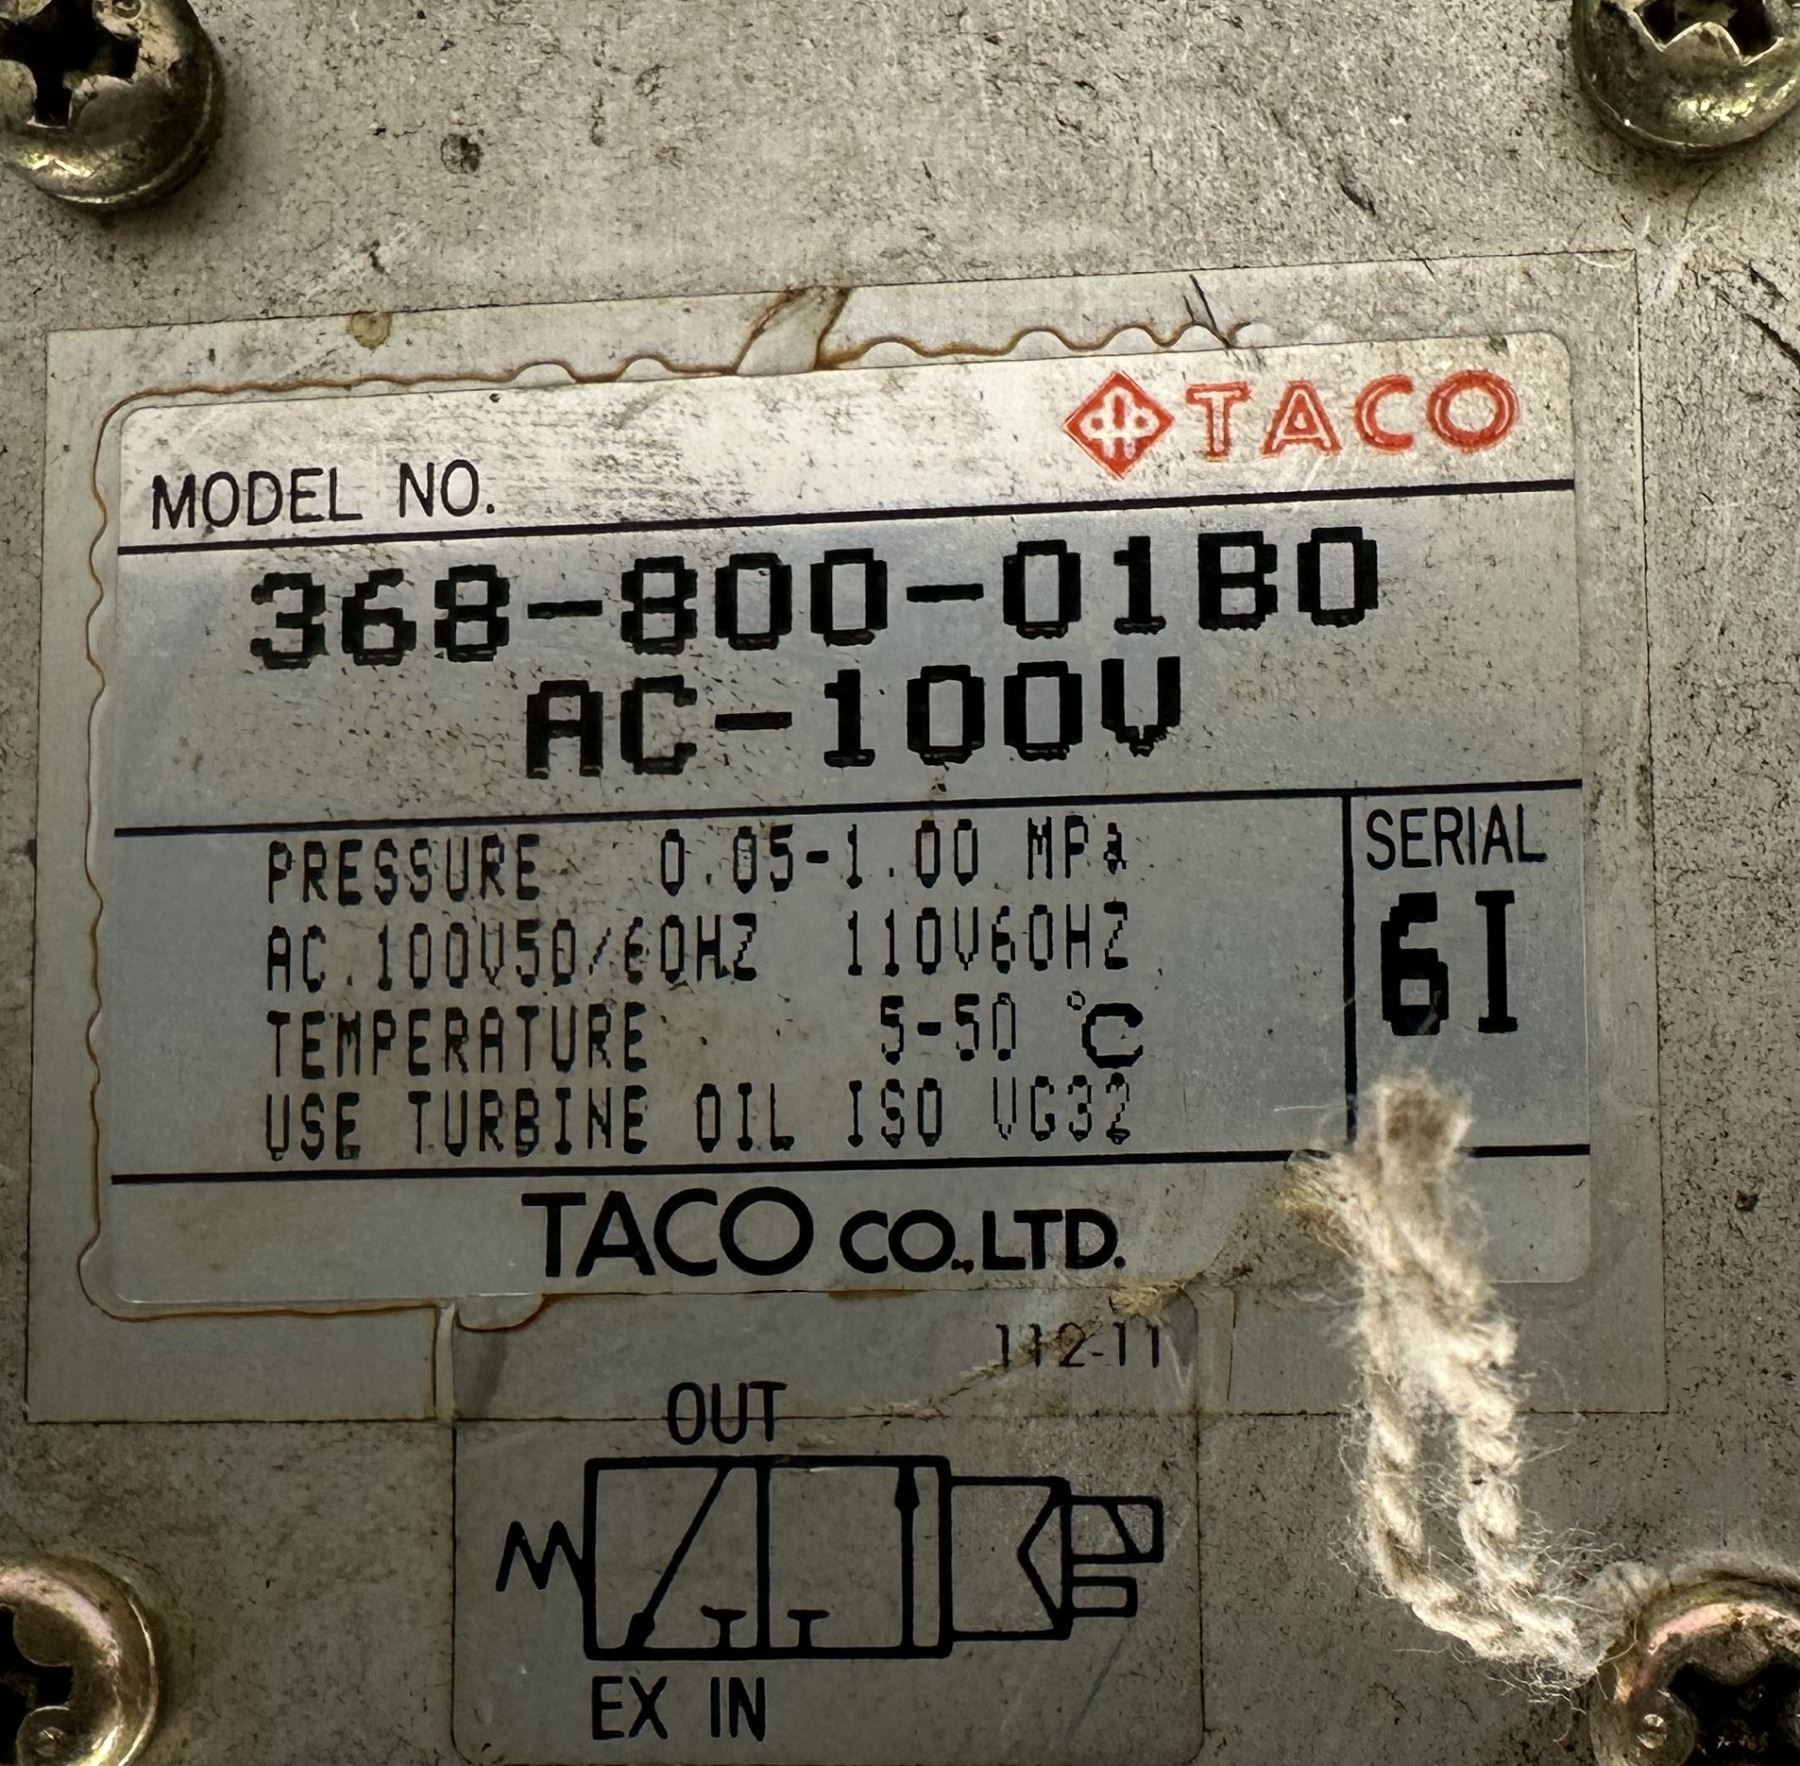 TACO
MODEL NO.
368-800-01B0
AC-100V
PRESSURE 0.05-1.00 MPa
AC.100V50/60HZ 110V60HZ
TEMPERATURE 5-50 ℃
USE TURBINE OIL ISO VG32
SERIAL
6I
TACO CO.,LTD.
112-11
OUT
EX IN